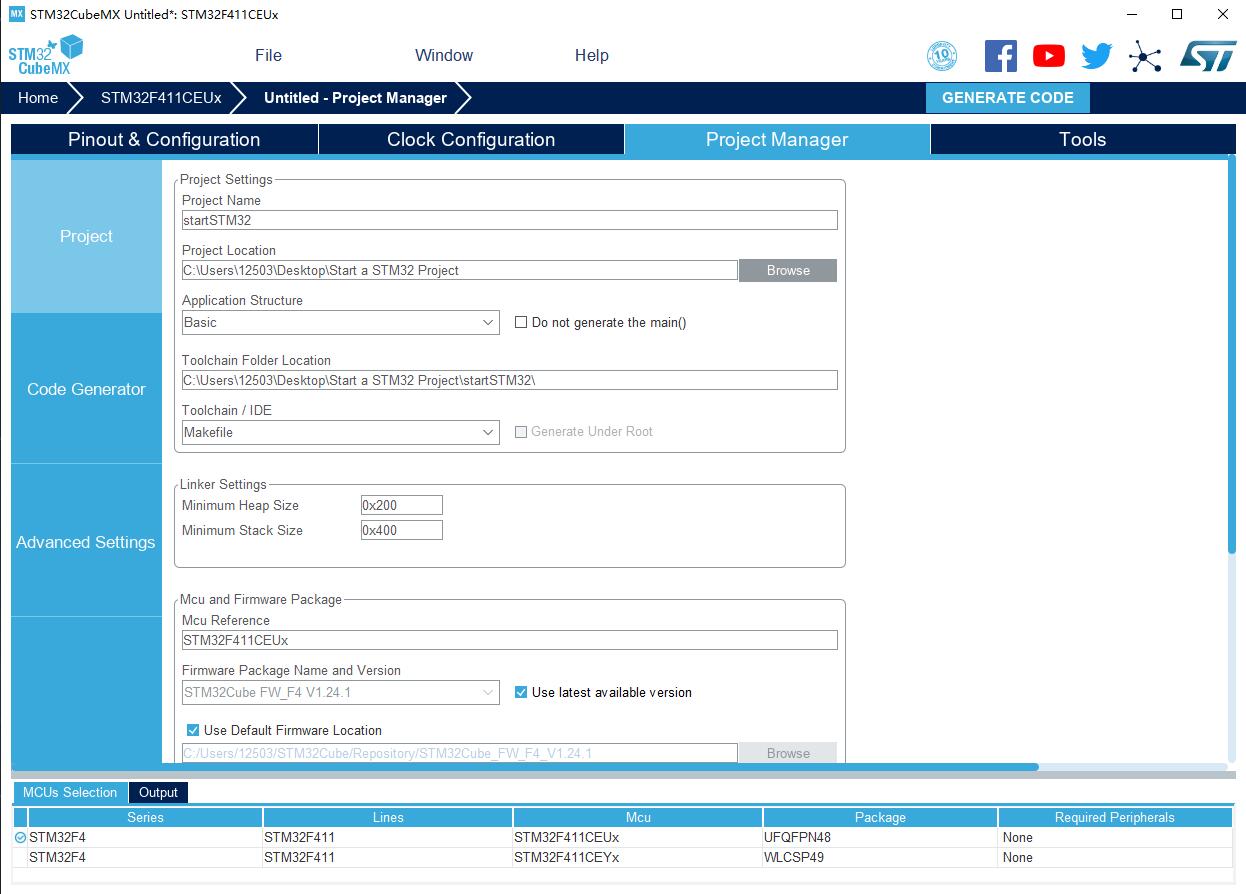 MX STM32CubeMX Untitled*: STM32F411CEUx
STM32 CubeMX
File Window Help
10
ST
Home STM32F411CEUx Untitled - Project Manager GENERATE CODE
Pinout & Configuration Clock Configuration Project Manager Tools
Project
Code Generator
Advanced Settings
Project Settings
Project Name
startSTM32
Project Location
C:\Users\12503\Desktop\Start a STM32 Project Browse
Application Structure
Basic Do not generate the main()
Toolchain Folder Location
C:\Users\12503\Desktop\Start a STM32 Project\startSTM32\
Toolchain / IDE
Makefile Generate Under Root
Linker Settings
Minimum Heap Size 0x200
Minimum Stack Size 0x400
Mcu and Firmware Package
Mcu Reference
STM32F411CEUx
Firmware Package Name and Version
STM32Cube FW_F4 V1.24.1 Use latest available version
Use Default Firmware Location
C:/Users/12503/STM32Cube/Repository/STM32Cube_FW_F4_V1.24.1 Browse
MCUs Selection Output
Series Lines Mcu Package Required Peripherals
STM32F4 STM32F411 STM32F411CEUx UFQFPN48 None
STM32F4 STM32F411 STM32F411CEYx WLCSP49 None